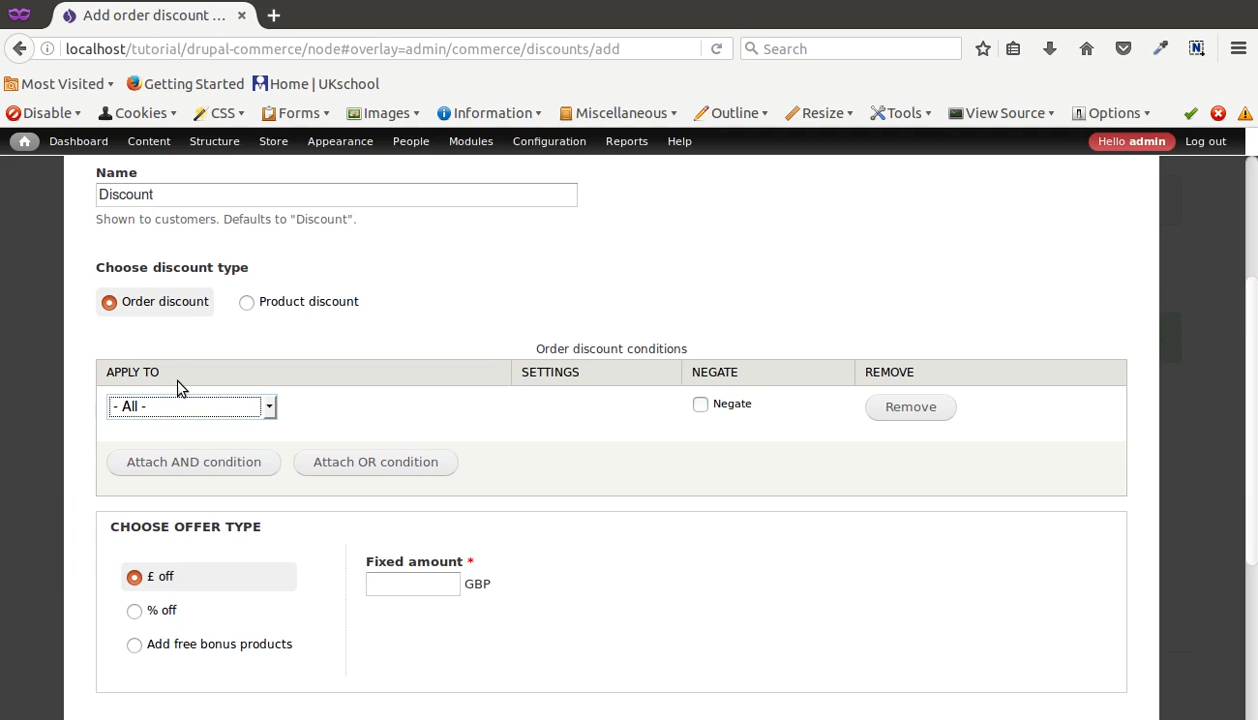 Add order discount ...
localhost/tutorial/drupal-commerce/node#overlay=admin/commerce/discounts/add
Search
Most Visited Getting Started Home | UKschool
Disable Cookies CSS Forms Images Information Miscellaneous Outline Resize Tools View Source Options
Dashboard Content Structure Store Appearance People Modules Configuration Reports Help Hello admin Log out
Name
Discount
Shown to customers. Defaults to "Discount".
Choose discount type
Order discount Product discount
Order discount conditions
APPLY TO SETTINGS NEGATE REMOVE
- All - Negate Remove
Attach AND condition Attach OR condition
CHOOSE OFFER TYPE
Fixed amount *
£ off
GBP
% off
Add free bonus products